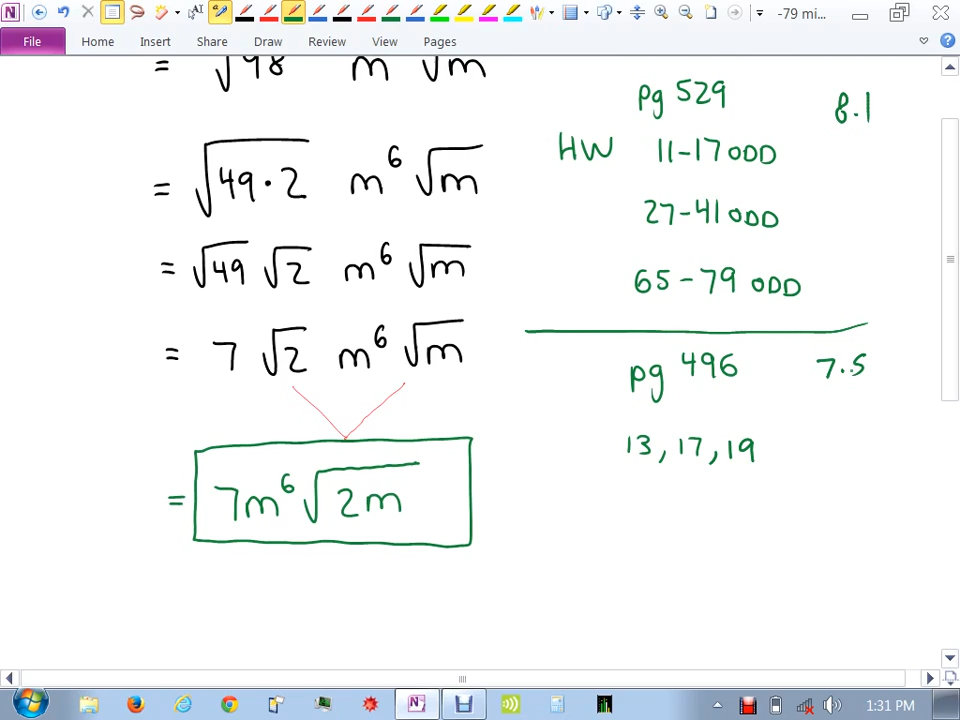 -79 mi...
File Home Insert Share Draw Review View Pages
= √98 m √m
= √49·2 m⁶ √m
= √49 √2 m⁶ √m
= 7 √2 m⁶ √m
= 7m⁶√2m
pg 529 8.1
HW 11-17 ODD
27-41 ODD
65-79 ODD
pg 496 7.5
13, 17, 19
1:31 PM